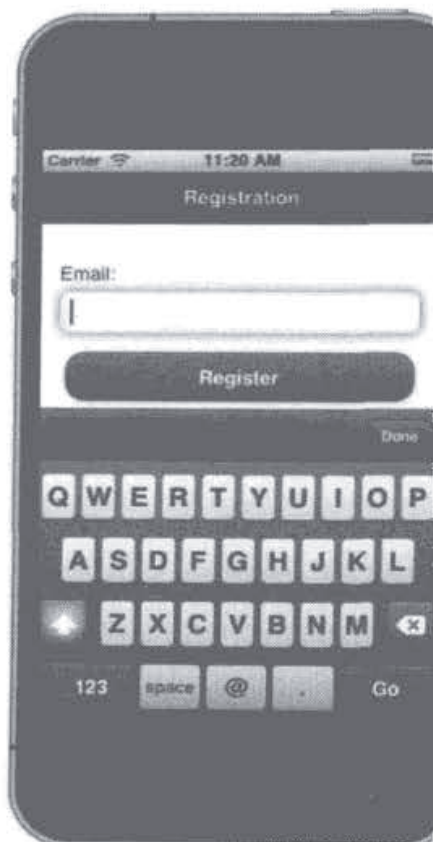 Carrier 11:20 AM
Registration
Email:
Register
Done
Q W E R T Y U I O P
A S D F G H J K L
Z X C V B N M
123 space @ . Go